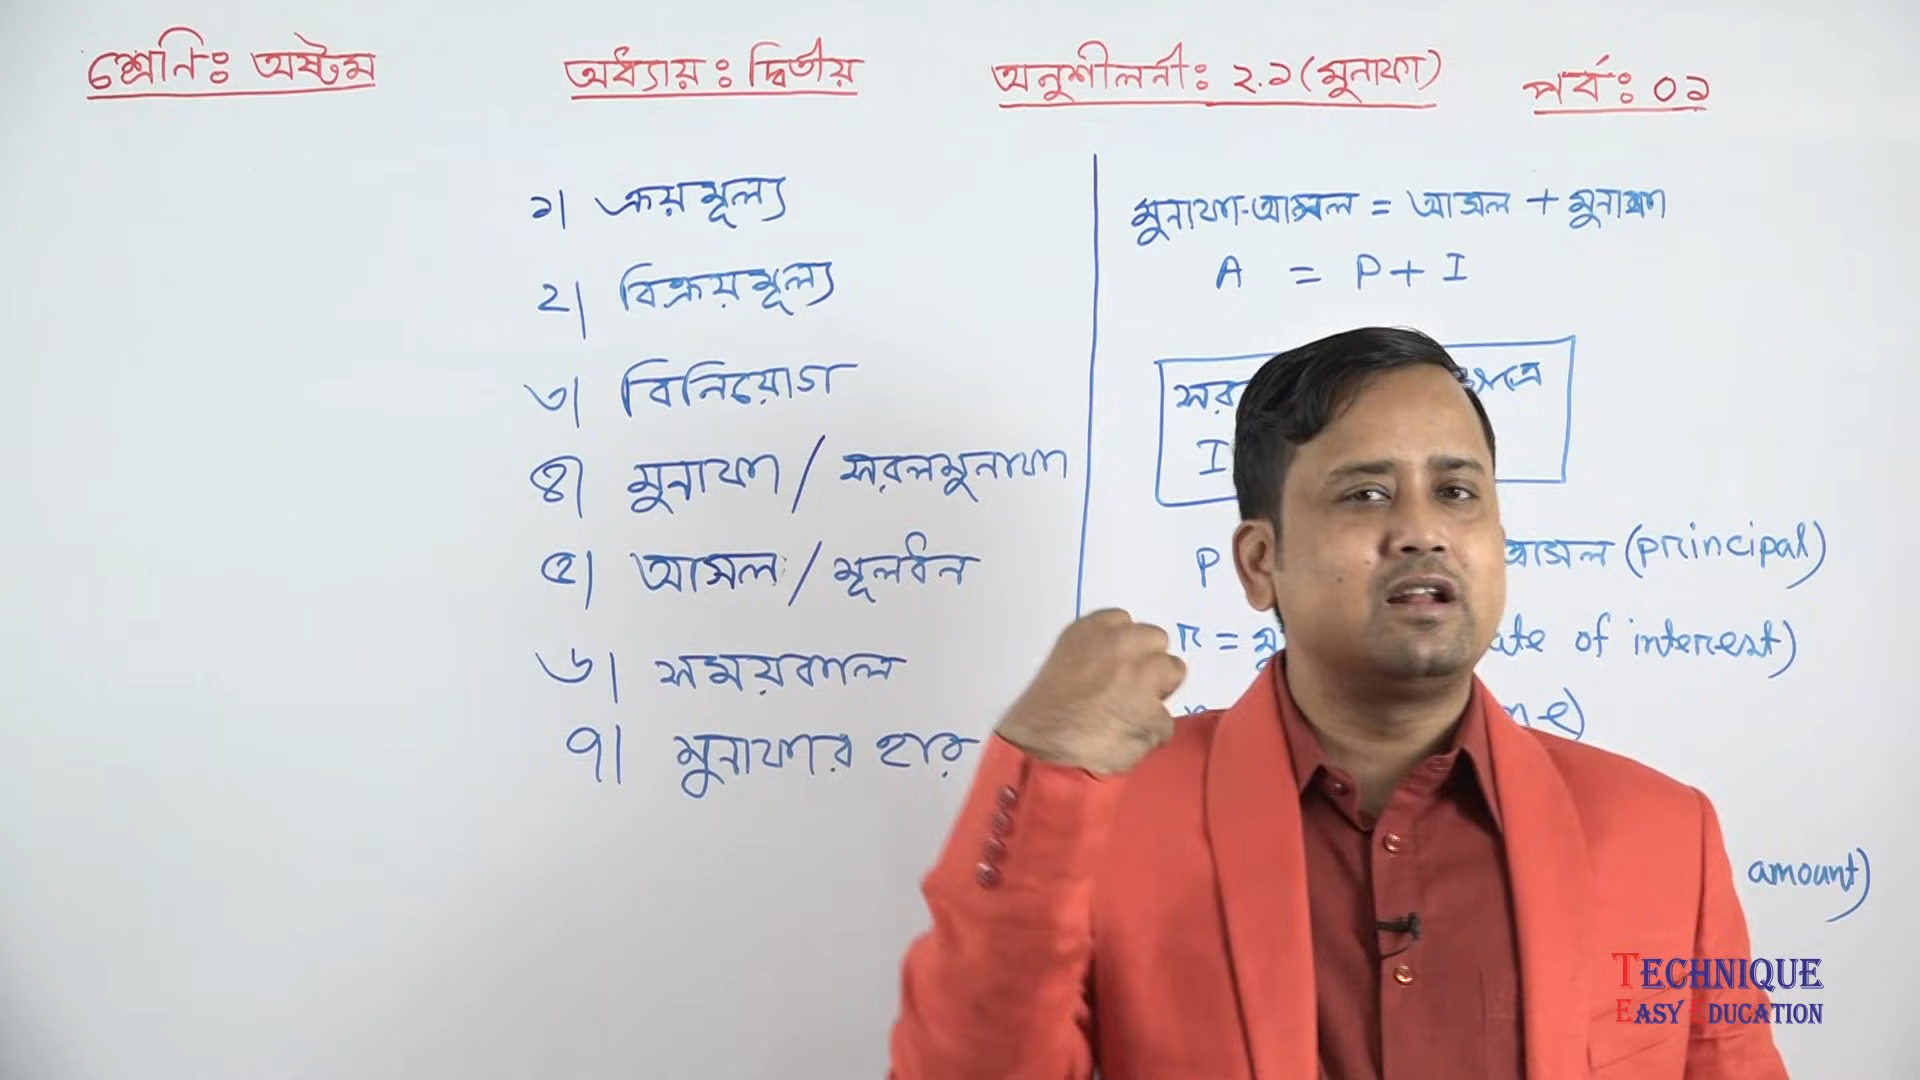 শ্রেণিঃ অষ্টম
অধ্যায়ঃ দ্বিতীয়
অনুশীলনীঃ ২.১ (মুনাফা)
পর্বঃ ০১
১| ক্রয়মূল্য
২| বিক্রয়মূল্য
৩| বিনিয়োগ
৪| মুনাফা / সরলমুনাফা
৫| আসল / মূলধন
৬| সময়কাল
৭| মুনাফার হার
মুনাফা-আসল = আসল + মুনাফা
A = P + I
I
P আসল (principal)
r = of interest)
amount)
TECHNIQUE
EASY EDUCATION